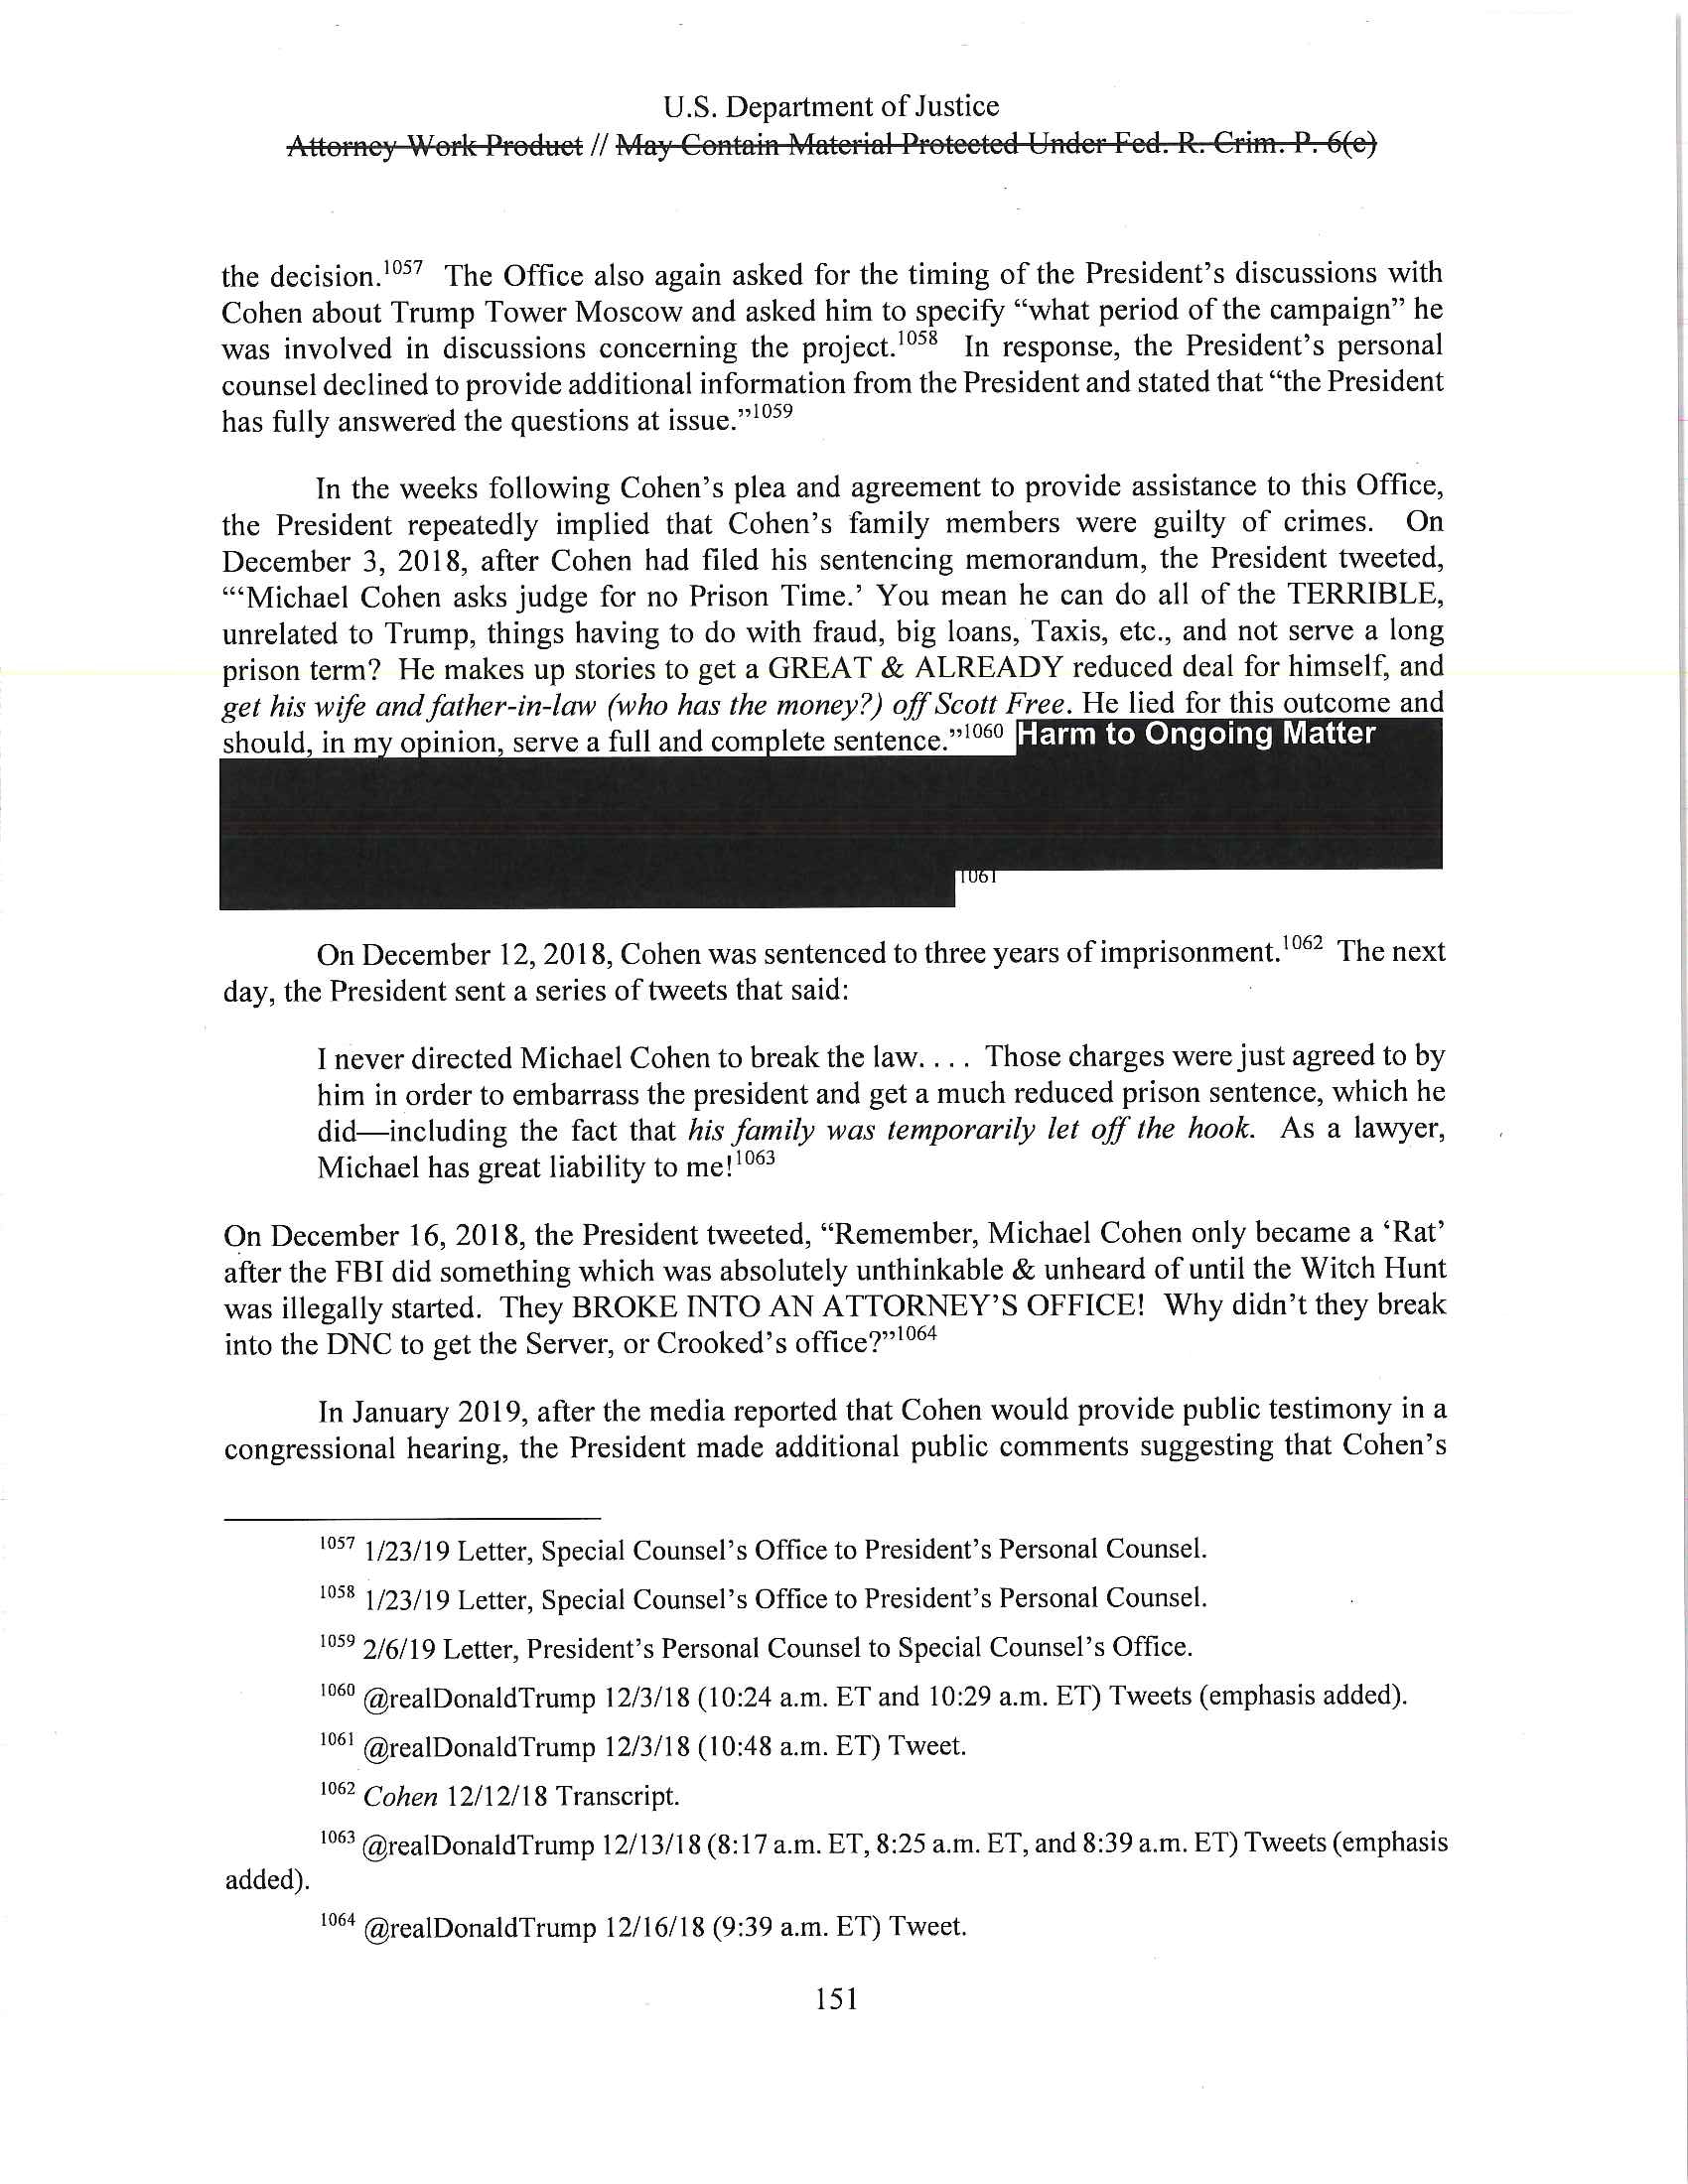 U.S. Department of Justice
Attorney Work Product // May Contain Material Protected Under Fed. R. Crim. P. 6(e)
the decision.1057 The Office also again asked for the timing of the President's discussions with
Cohen about Trump Tower Moscow and asked him to specify “what period of the campaign” he
was involved in discussions concerning the project.1058 In response, the President's personal
counsel declined to provide additional information from the President and stated that “the President
has fully answered the questions at issue.”1059
In the weeks following Cohen's plea and agreement to provide assistance to this Office,
the President repeatedly implied that Cohen's family members were guilty of crimes. On
December 3, 2018, after Cohen had filed his sentencing memorandum, the President tweeted,
“‘Michael Cohen asks judge for no Prison Time.’ You mean he can do all of the TERRIBLE,
unrelated to Trump, things having to do with fraud, big loans, Taxis, etc., and not serve a long
prison term? He makes up stories to get a GREAT & ALREADY reduced deal for himself, and
get his wife and father-in-law (who has the money?) off Scott Free. He lied for this outcome and
should, in my opinion, serve a full and complete sentence.”1060 Harm to Ongoing Matter
1061
On December 12, 2018, Cohen was sentenced to three years of imprisonment.1062 The next
day, the President sent a series of tweets that said:
I never directed Michael Cohen to break the law. . . . Those charges were just agreed to by
him in order to embarrass the president and get a much reduced prison sentence, which he
did—including the fact that his family was temporarily let off the hook. As a lawyer,
Michael has great liability to me!1063
On December 16, 2018, the President tweeted, “Remember, Michael Cohen only became a ‘Rat’
after the FBI did something which was absolutely unthinkable & unheard of until the Witch Hunt
was illegally started. They BROKE INTO AN ATTORNEY'S OFFICE! Why didn't they break
into the DNC to get the Server, or Crooked's office?”1064
In January 2019, after the media reported that Cohen would provide public testimony in a
congressional hearing, the President made additional public comments suggesting that Cohen's
1057 1/23/19 Letter, Special Counsel's Office to President's Personal Counsel.
1058 1/23/19 Letter, Special Counsel's Office to President's Personal Counsel.
1059 2/6/19 Letter, President's Personal Counsel to Special Counsel's Office.
1060 @realDonaldTrump 12/3/18 (10:24 a.m. ET and 10:29 a.m. ET) Tweets (emphasis added).
1061 @realDonaldTrump 12/3/18 (10:48 a.m. ET) Tweet.
1062 Cohen 12/12/18 Transcript.
1063 @realDonaldTrump 12/13/18 (8:17 a.m. ET, 8:25 a.m. ET, and 8:39 a.m. ET) Tweets (emphasis
added).
1064 @realDonaldTrump 12/16/18 (9:39 a.m. ET) Tweet.
151